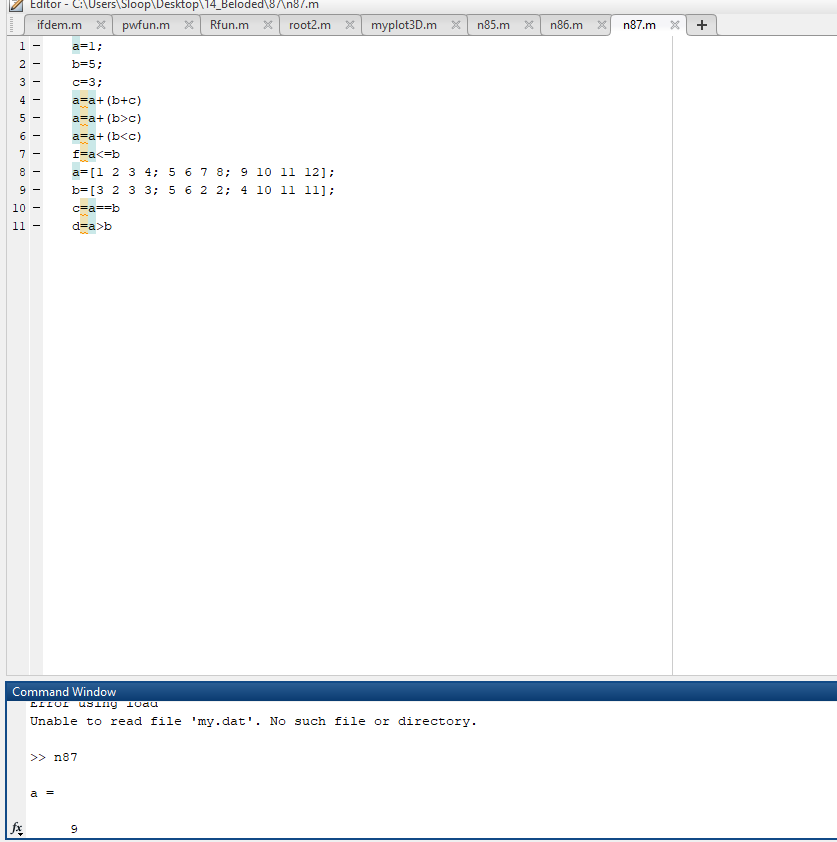 Editor - C:\Users\Sloop\Desktop\14_Beloded\87\n87.m
ifdem.m pwfun.m Rfun.m root2.m myplot3D.m n85.m n86.m n87.m +
1 - a=1;
2 - b=5;
3 - c=3;
4 - a=a+(b+c)
5 - a=a+(b>c)
6 - a=a+(b<c)
7 - f=a<=b
8 - a=[1 2 3 4; 5 6 7 8; 9 10 11 12];
9 - b=[3 2 3 3; 5 6 2 2; 4 10 11 11];
10 - c=a==b
11 - d=a>b
Command Window
Error using load
Unable to read file 'my.dat'. No such file or directory.
>> n87
a =
fx 9